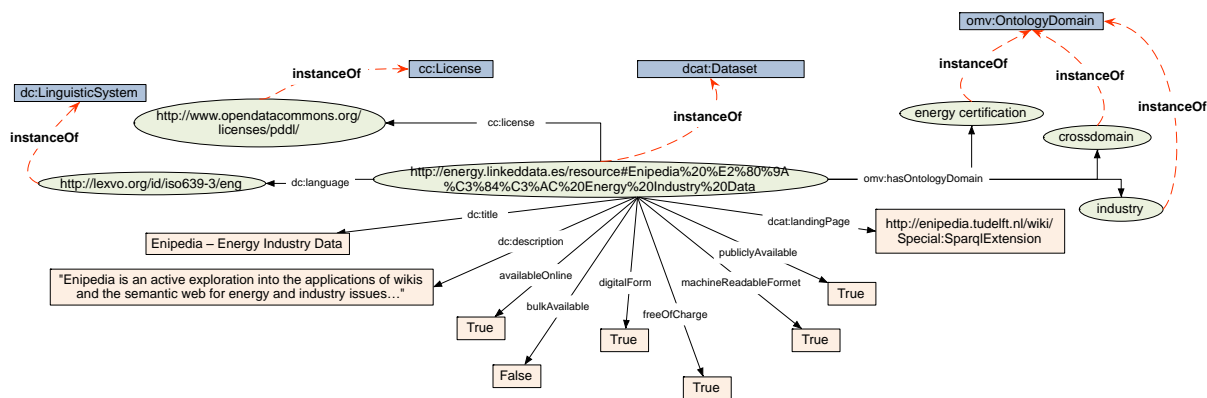 omv:OntologyDomain
cc:License
dcat:Dataset
instanceOf
instanceOf
instanceOf
dc:LinguisticSystem
instanceOf
instanceOf
instanceOf
http://www.opendatacommons.org/
licenses/pddl/
energy certification
crossdomain
cc:license
http://energy.linkeddata.es/resource#Enipedia%20%E2%80%9A
%C3%84%C3%AC%20Energy%20Industry%20Data
http://lexvo.org/id/iso639-3/eng
dc:language
omv:hasOntologyDomain
industry
dc:title
dcat:landingPage
http://enipedia.tudelft.nl/wiki/
Special:SparqlExtension
Enipedia – Energy Industry Data
dc:description
publiclyAvailable
"Enipedia is an active exploration into the applications of wikis
and the semantic web for energy and industry issues…"
availableOnline
digitalForm
machineReadableFormet
True
bulkAvailable
freeOfCharge
True
True
True
False
True